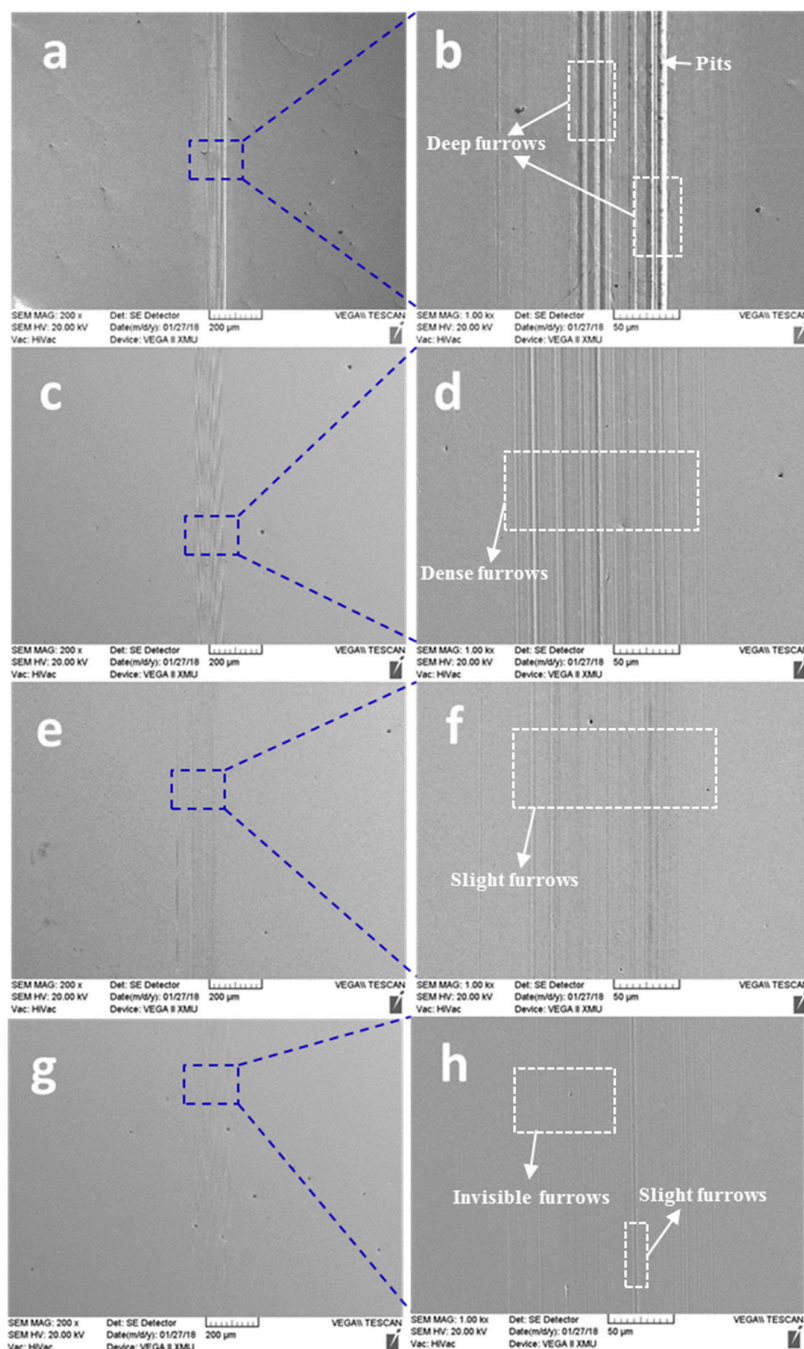 a
b
Pits
Deep furrows
SEM MAG: 200 x Det: SE Detector
SEM HV: 20.00 kV Date(m/d/y): 01/27/18 200 µm VEGA\\ TESCAN
Vac: HiVac Device: VEGA II XMU
SEM MAG: 1.00 kx Det: SE Detector
SEM HV: 20.00 kV Date(m/d/y): 01/27/18 50 µm VEGA\\ TESCAN
Vac: HiVac Device: VEGA II XMU
c
d
Dense furrows
SEM MAG: 200 x Det: SE Detector VEGA\\ TESCAN
SEM HV: 20.00 kV Date(m/d/y): 01/27/18 200 µm
Vac: HiVac Device: VEGA II XMU
SEM MAG: 1.00 kx Det: SE Detector VEGA\\ TESCAN
SEM HV: 20.00 kV Date(m/d/y): 01/27/18 50 µm
Vac: HiVac Device: VEGA II XMU
e
f
Slight furrows
SEM MAG: 200 x Det: SE Detector VEGA\\ TESCAN
SEM HV: 20.00 kV Date(m/d/y): 01/27/18 200 µm
Vac: HiVac Device: VEGA II XMU
SEM MAG: 1.00 kx Det: SE Detector VEGA\\ TESCAN
SEM HV: 20.00 kV Date(m/d/y): 01/27/18 50 µm
Vac: HiVac Device: VEGA II XMU
g
h
Invisible furrows
Slight furrows
SEM MAG: 200 x Det: SE Detector VEGA\\ TESCAN
SEM HV: 20.00 kV Date(m/d/y): 01/27/18 200 µm
Vac: HiVac Device: VEGA II XMU
SEM MAG: 1.00 kx Det: SE Detector VEGA\\ TESCAN
SEM HV: 20.00 kV Date(m/d/y): 01/27/18 50 µm
Vac: HiVac Device: VEGA II XMU